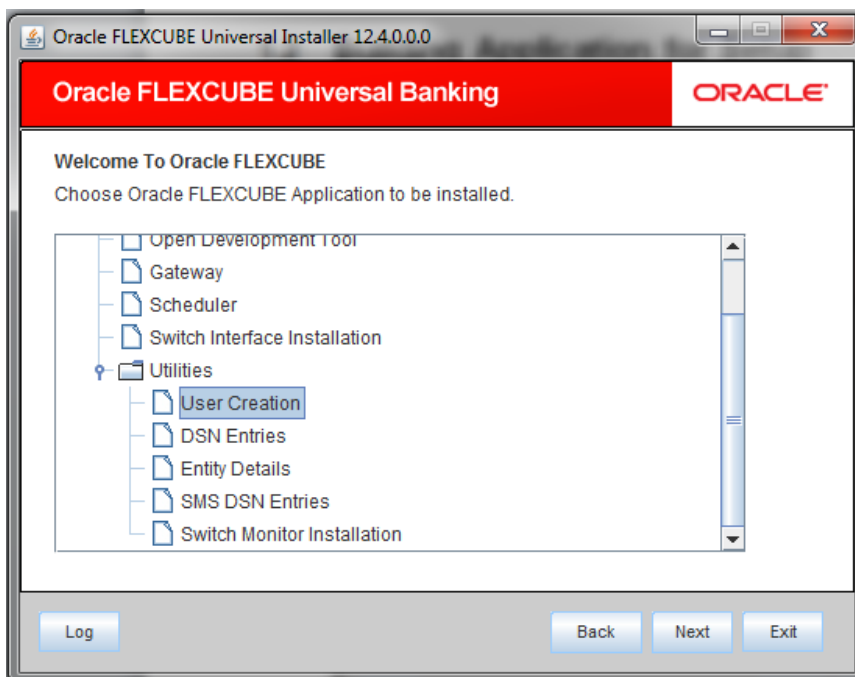 Oracle FLEXCUBE Universal Installer 12.4.0.0.0
Oracle FLEXCUBE Universal Banking
ORACLE
Welcome To Oracle FLEXCUBE
Choose Oracle FLEXCUBE Application to be installed.
Open Development Tool
Gateway
Scheduler
Switch Interface Installation
Utilities
User Creation
DSN Entries
Entity Details
SMS DSN Entries
Switch Monitor Installation
Log Back Next Exit